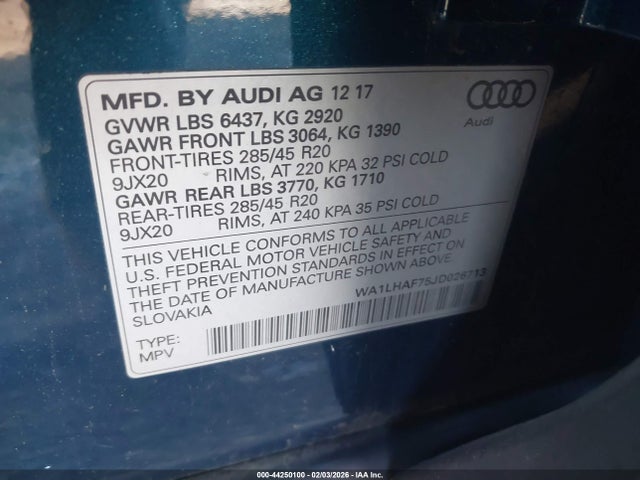 MFD. BY AUDI AG 12 17
GVWR LBS 6437, KG 2920
GAWR FRONT LBS 3064, KG 1390
FRONT-TIRES 285/45 R20
9JX20 RIMS, AT 220 KPA 32 PSI COLD
GAWR REAR LBS 3770, KG 1710
REAR-TIRES 285/45 R20
9JX20 RIMS, AT 240 KPA 35 PSI COLD
Audi
THIS VEHICLE CONFORMS TO ALL APPLICABLE
U.S. FEDERAL MOTOR VEHICLE SAFETY AND
THEFT PREVENTION STANDARDS IN EFFECT ON
THE DATE OF MANUFACTURE SHOWN ABOVE.
SLOVAKIA
WA1LHAF75JD026713
TYPE:
MPV
000-44250100 - 02/03/2026 - IAA Inc.